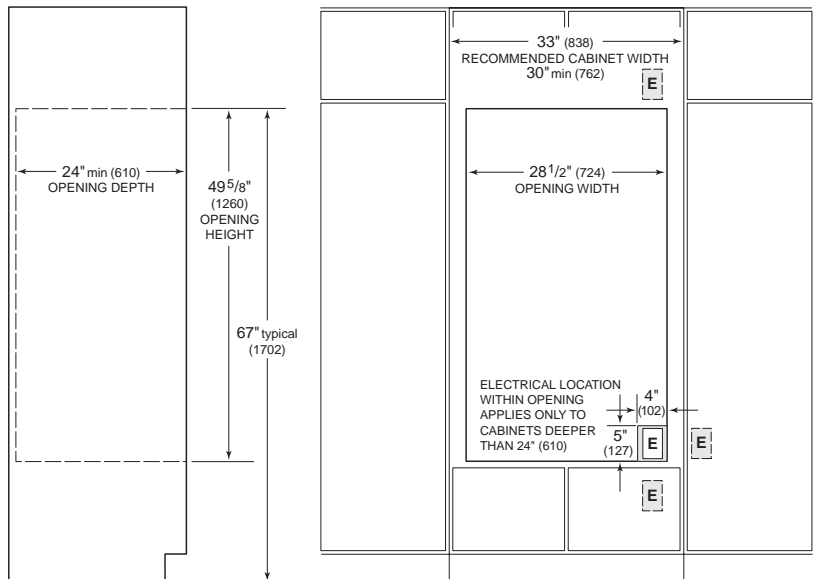 24" min (610)
OPENING DEPTH
49 5/8"
(1260)
OPENING
HEIGHT
67" typical
(1702)
33" (838)
RECOMMENDED CABINET WIDTH
30" min (762)
E
28 1/2" (724)
OPENING WIDTH
ELECTRICAL LOCATION
WITHIN OPENING
APPLIES ONLY TO
CABINETS DEEPER
THAN 24" (610)
4"
(102)
5"
(127)
E
E
E